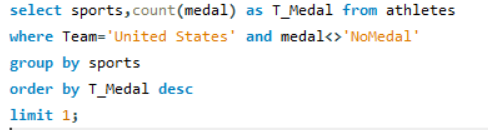 select sports,count(medal) as T_Medal from athletes
where Team='United States' and medal<>'NoMedal'
group by sports
order by T_Medal desc
limit 1;